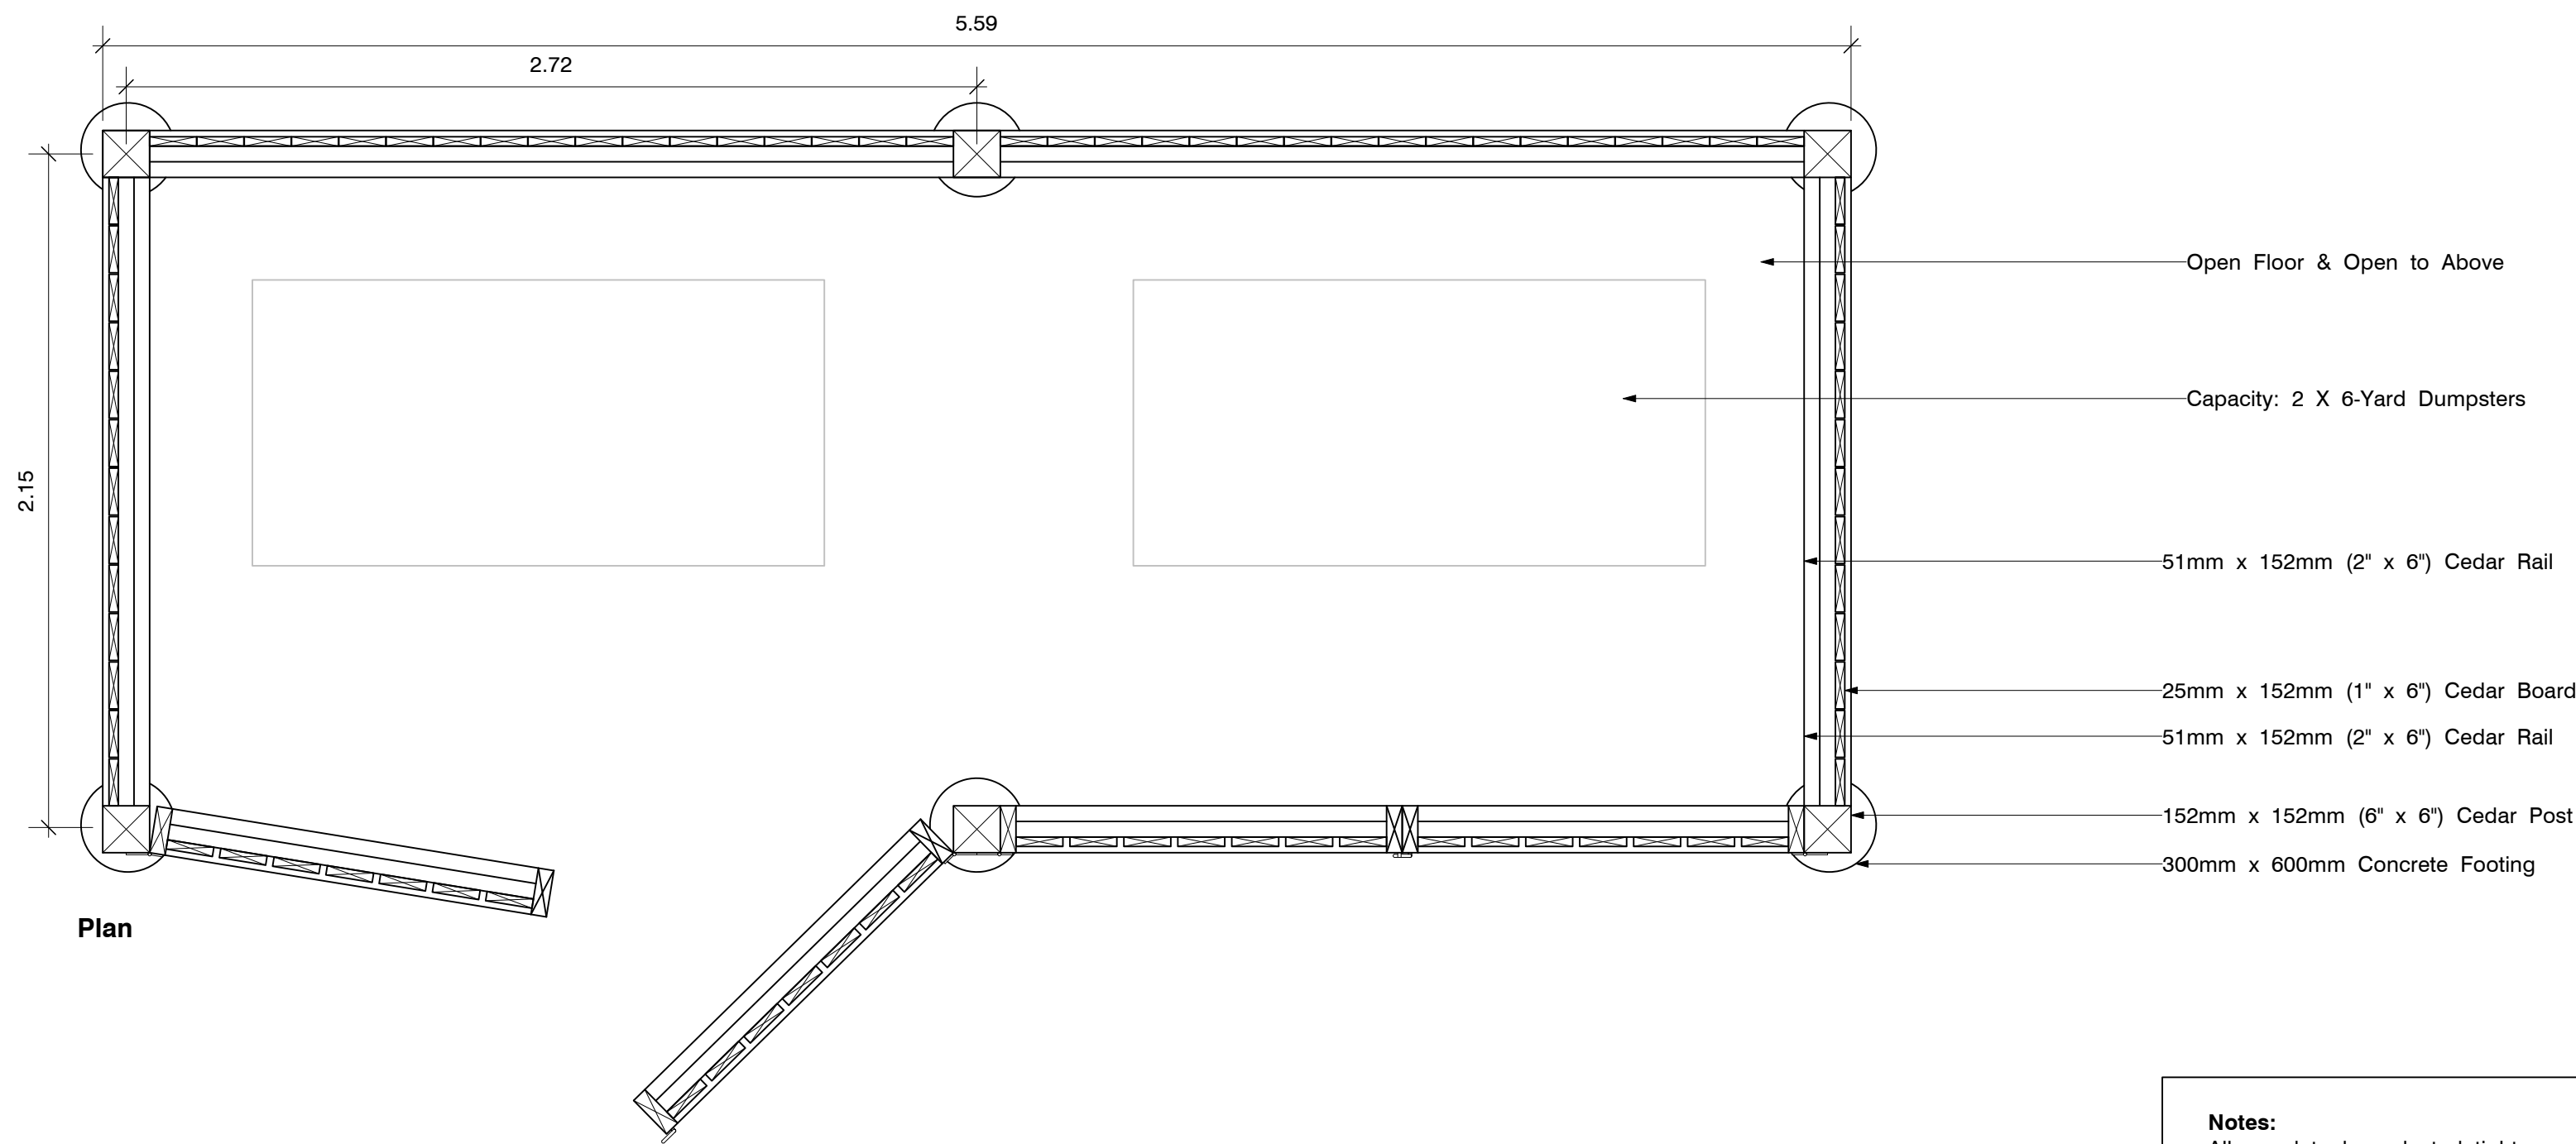 5.59
2.72
2.15
Open Floor & Open to Above
Capacity: 2 X 6-Yard Dumpsters
51mm x 152mm (2" x 6") Cedar Rail
25mm x 152mm (1" x 6") Cedar Board
51mm x 152mm (2" x 6") Cedar Rail
152mm x 152mm (6" x 6") Cedar Post
300mm x 600mm Concrete Footing
Plan
Notes: